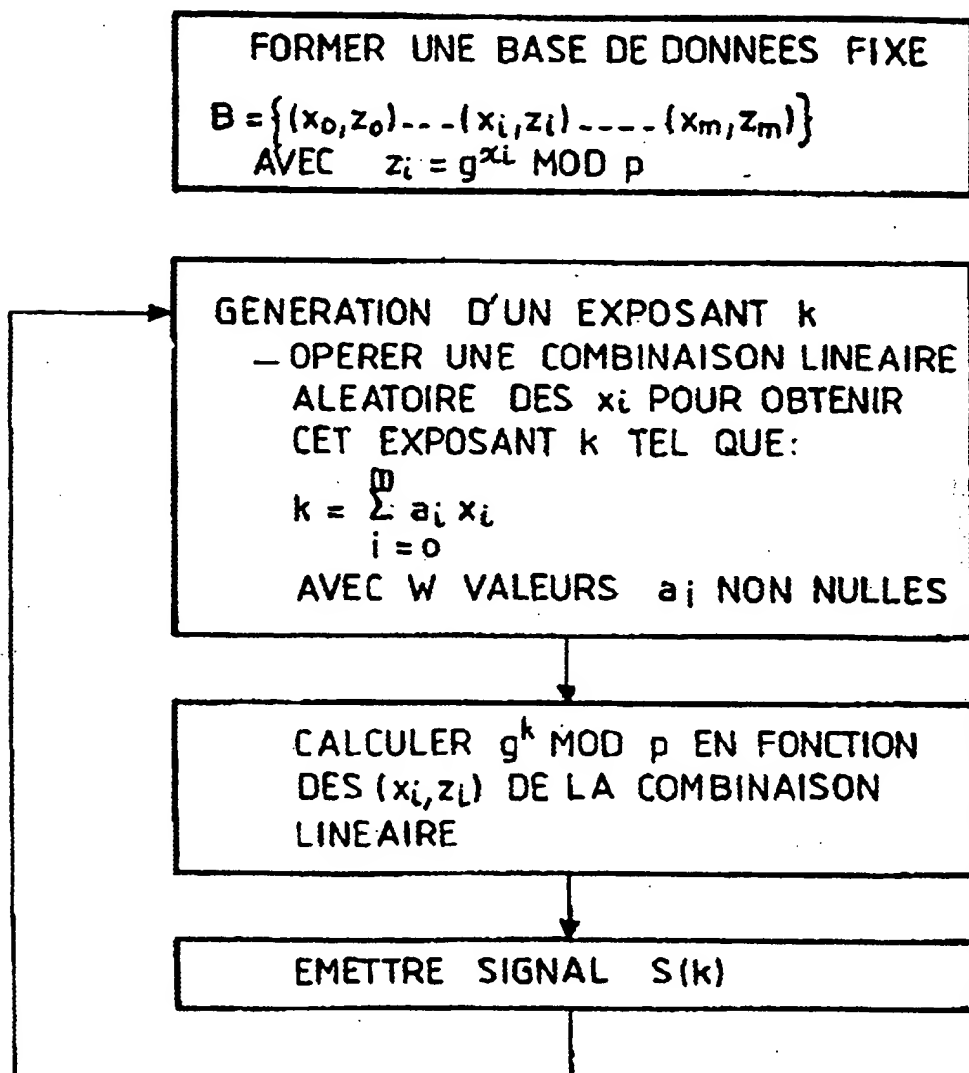 FORMER UNE BASE DE DONNEES FIXE
B = {(x₀,z₀)---(xᵢ,zᵢ)-----(xₘ,zₘ)}
AVEC zᵢ = g^xᵢ MOD p
GENERATION D'UN EXPOSANT k
— OPERER UNE COMBINAISON LINEAIRE
ALEATOIRE DES xᵢ POUR OBTENIR
CET EXPOSANT k TEL QUE:
m
k = Σ aᵢ xᵢ
i = 0
AVEC W VALEURS aᵢ NON NULLES
CALCULER g^k MOD p EN FONCTION
DES (xᵢ,zᵢ) DE LA COMBINAISON
LINEAIRE
EMETTRE SIGNAL S(k)